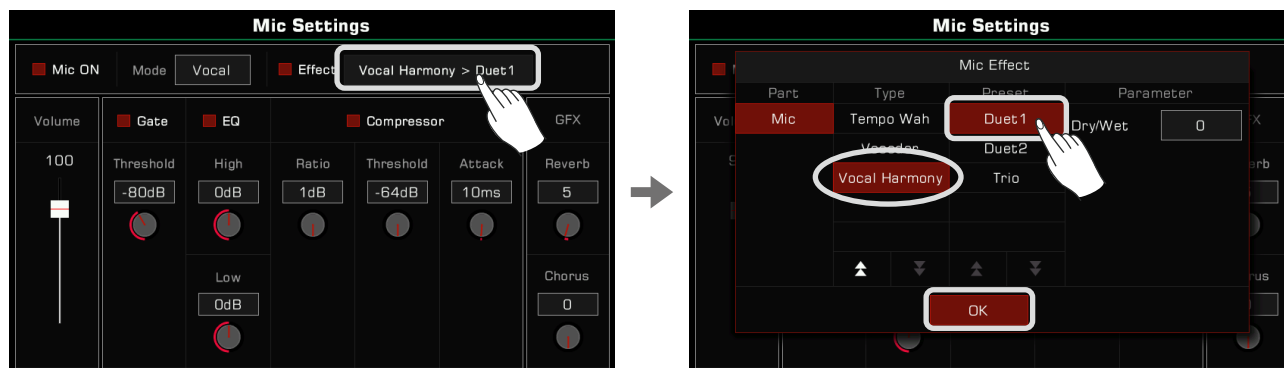 Mic Settings
Mic ON Mode Vocal Effect Vocal Harmony > Duet1
Volume Gate EQ Compressor GFX
100 Threshold High Ratio Threshold Attack Reverb
-80dB 0dB 1dB -64dB 10ms 5
Low Chorus
0dB 0
Mic Settings
Mic Effect
Part Type Preset Parameter
Mic Tempo Wah Duet1 Dry/Wet 0
Vocoder Duet2
Vocal Harmony Trio
OK